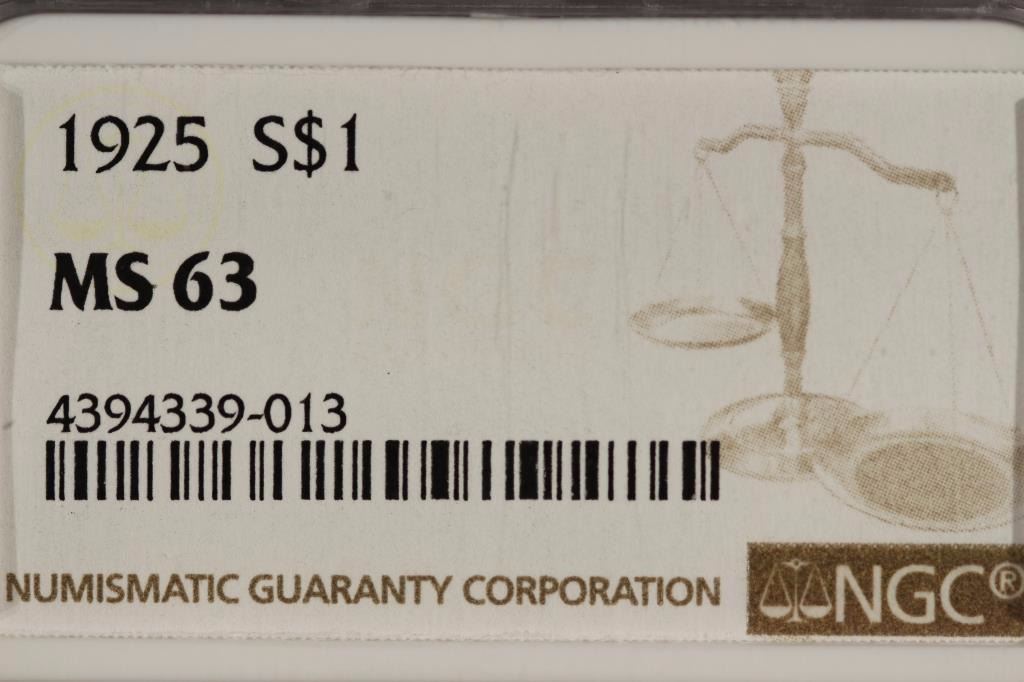 1925 S$1
MS 63
4394339-013
NUMISMATIC GUARANTY CORPORATION
NGC®